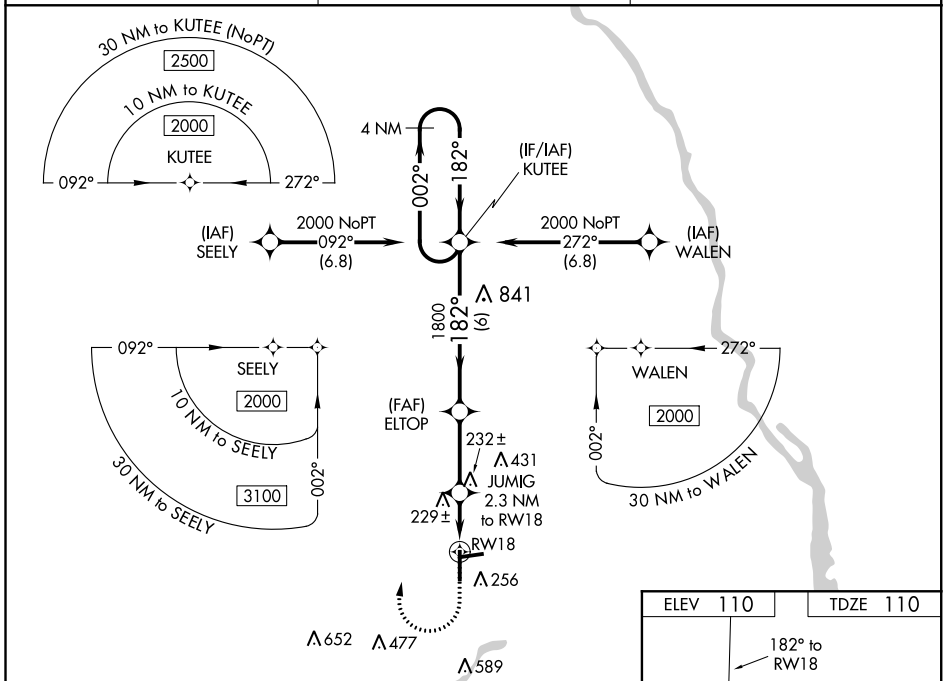 30 NM to KUTEE (NoPT)
2500
10 NM to KUTEE
2000
KUTEE
092°
272°
4 NM
002°
182°
(IF/IAF)
KUTEE
(IAF)
SEELY
2000 NoPT
092°
(6.8)
2000 NoPT
272°
(6.8)
(IAF)
WALEN
841
1800
182°
(6)
092°
SEELY
2000
10 NM to SEELY
3100
30 NM to SEELY
002°
272°
WALEN
2000
002°
30 NM to WALEN
(FAF)
ELTOP
232±
431
JUMIG
2.3 NM
to RW18
229±
RW18
256
652
477
589
ELEV 110
TDZE 110
182° to
RW18